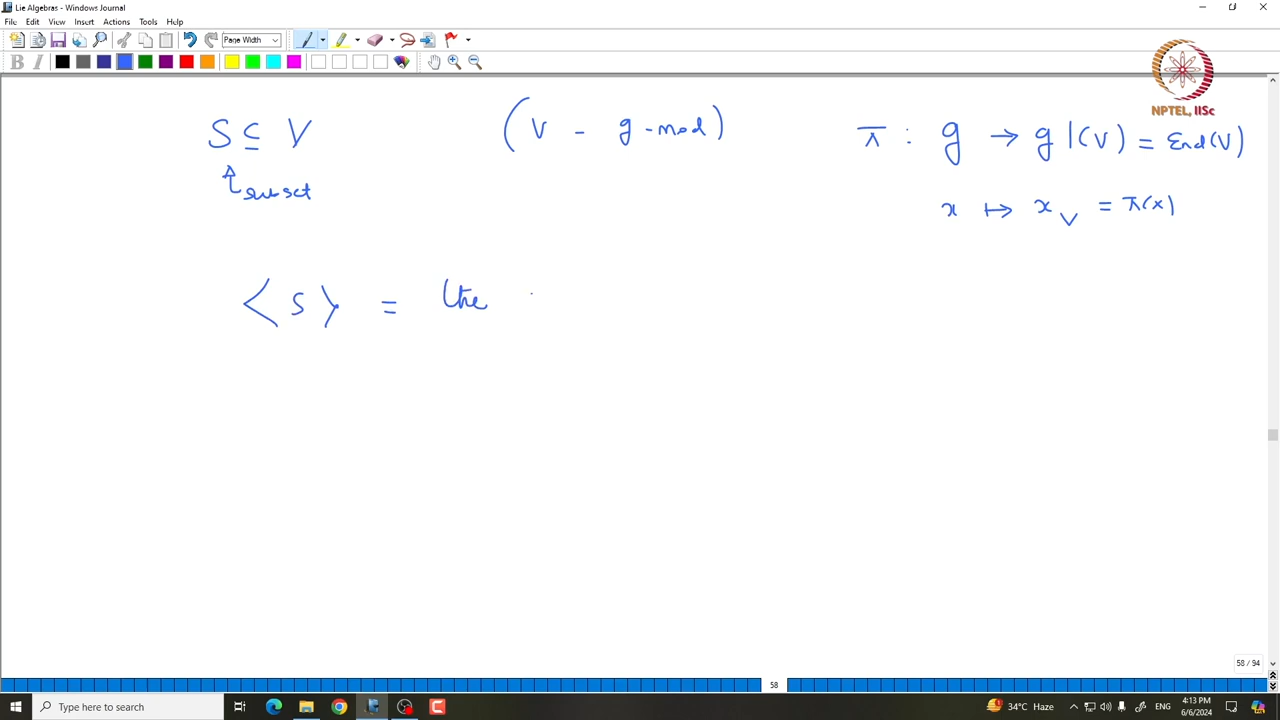 Lie Algebras - Windows Journal
File Edit View Insert Actions Tools Help
Page Width
B I
NPTEL, IISc
S ⊆ V (V - g-mod) π : g → gl(V) = End(V)
subset
x ↦ x_V = π(x)
<S> = the
58 / 94
58
Type here to search
34°C Haze
ENG
4:13 PM
6/6/2024